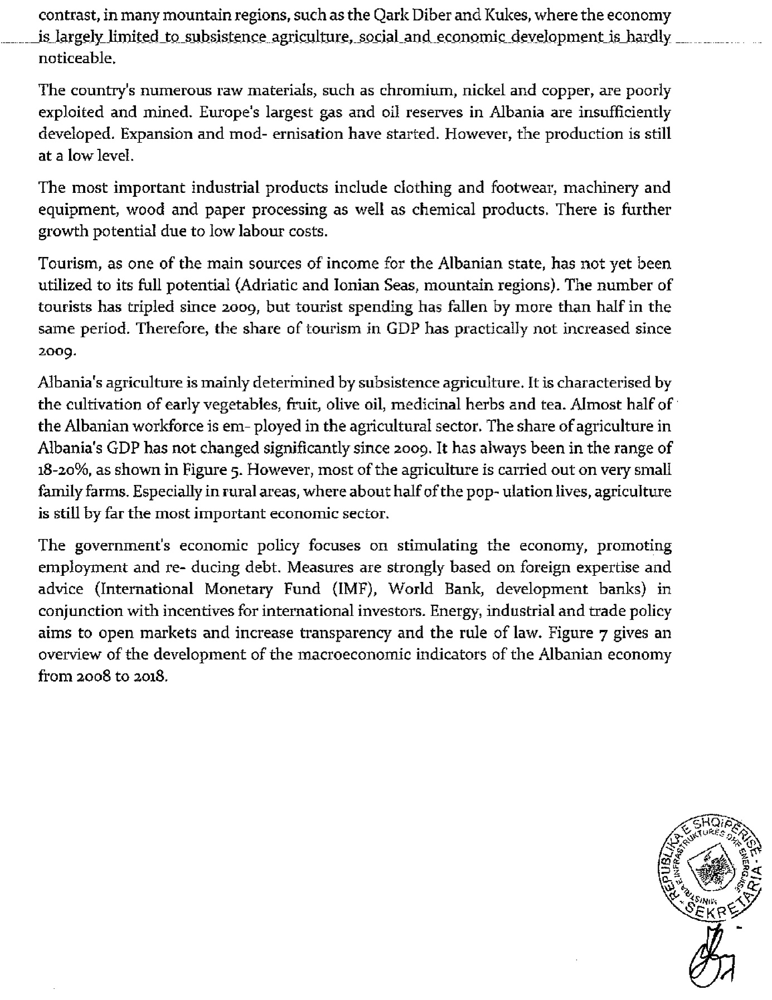 contrast, in many mountain regions, such as the Qark Diber and Kukes, where the economy
is largely limited to subsistence agriculture, social and economic development is hardly
noticeable.
The country's numerous raw materials, such as chromium, nickel and copper, are poorly
exploited and mined. Europe's largest gas and oil reserves in Albania are insufficiently
developed. Expansion and mod- ernisation have started. However, the production is still
at a low level.
The most important industrial products include clothing and footwear, machinery and
equipment, wood and paper processing as well as chemical products. There is further
growth potential due to low labour costs.
Tourism, as one of the main sources of income for the Albanian state, has not yet been
utilized to its full potential (Adriatic and Ionian Seas, mountain regions). The number of
tourists has tripled since 2009, but tourist spending has fallen by more than half in the
same period. Therefore, the share of tourism in GDP has practically not increased since
2009.
Albania's agriculture is mainly determined by subsistence agriculture. It is characterised by
the cultivation of early vegetables, fruit, olive oil, medicinal herbs and tea. Almost half of
the Albanian workforce is em- ployed in the agricultural sector. The share of agriculture in
Albania's GDP has not changed significantly since 2009. It has always been in the range of
18-20%, as shown in Figure 5. However, most of the agriculture is carried out on very small
family farms. Especially in rural areas, where about half of the pop- ulation lives, agriculture
is still by far the most important economic sector.
The government's economic policy focuses on stimulating the economy, promoting
employment and re- ducing debt. Measures are strongly based on foreign expertise and
advice (International Monetary Fund (IMF), World Bank, development banks) in
conjunction with incentives for international investors. Energy, industrial and trade policy
aims to open markets and increase transparency and the rule of law. Figure 7 gives an
overview of the development of the macroeconomic indicators of the Albanian economy
from 2008 to 2018.
REPUBLIKA E SHQIPËRISË
MINISTRIA E INFRASTRUKTURËS DHE ENERGJISË
SEKRETARIA